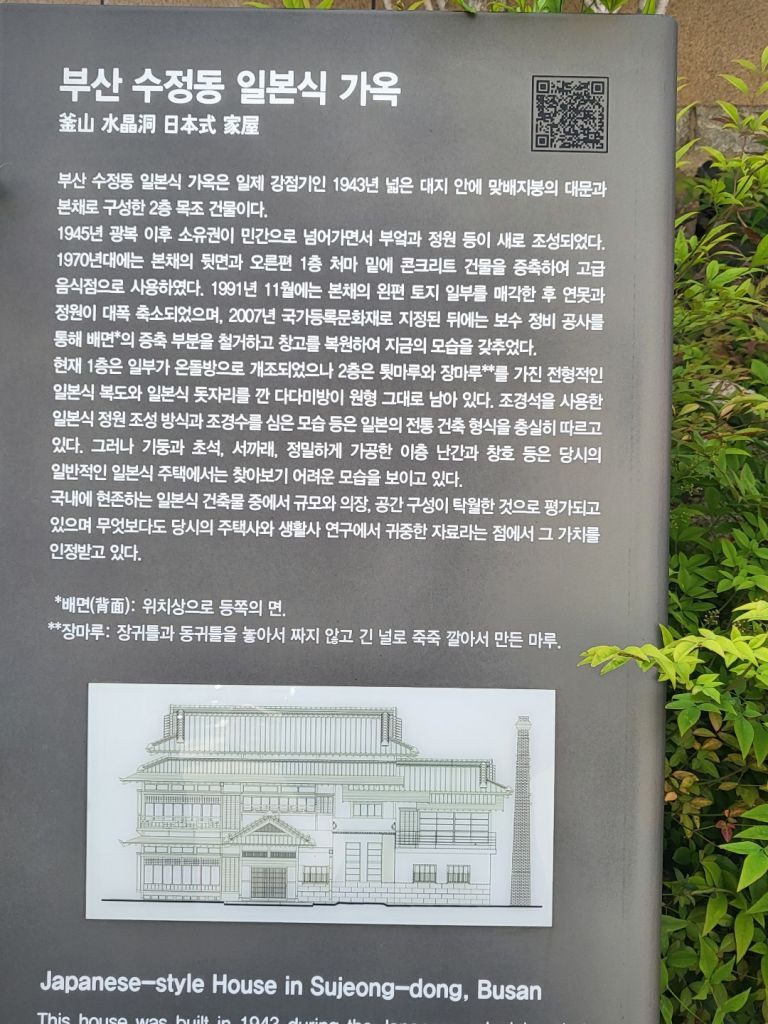 부산 수정동 일본식 가옥
釜山 水晶洞 日本式 家屋
부산 수정동 일본식 가옥은 일제 강점기인 1943년 넓은 대지 안에 맞배지붕의 대문과
본채로 구성한 2층 목조 건물이다.
1945년 광복 이후 소유권이 민간으로 넘어가면서 부엌과 정원 등이 새로 조성되었다.
1970년대에는 본채의 뒷면과 오른편 1층 처마 밑에 콘크리트 건물을 증축하여 고급
음식점으로 사용하였다. 1991년 11월에는 본채의 왼편 토지 일부를 매각한 후 연못과
정원이 대폭 축소되었으며, 2007년 국가등록문화재로 지정된 뒤에는 보수 정비 공사를
통해 배면*의 증축 부분을 철거하고 창고를 복원하여 지금의 모습을 갖추었다.
현재 1층은 일부가 온돌방으로 개조되었으나 2층은 툇마루와 장마루**를 가진 전형적인
일본식 복도와 일본식 돗자리를 깐 다다미방이 원형 그대로 남아 있다. 조경석을 사용한
일본식 정원 조성 방식과 조경수를 심은 모습 등은 일본의 전통 건축 형식을 충실히 따르고
있다. 그러나 기둥과 초석, 서까래, 정밀하게 가공한 이층 난간과 창호 등은 당시의
일반적인 일본식 주택에서는 찾아보기 어려운 모습을 보이고 있다.
국내에 현존하는 일본식 건축물 중에서 규모와 의장, 공간 구성이 탁월한 것으로 평가되고
있으며 무엇보다도 당시의 주택사와 생활사 연구에서 귀중한 자료라는 점에서 그 가치를
인정받고 있다.
*배면(背面): 위치상으로 등쪽의 면.
**장마루: 장귀틀과 동귀틀을 놓아서 짜지 않고 긴 널로 죽죽 깔아서 만든 마루.
Japanese-style House in Sujeong-dong, Busan
This house was built in 1943 during the